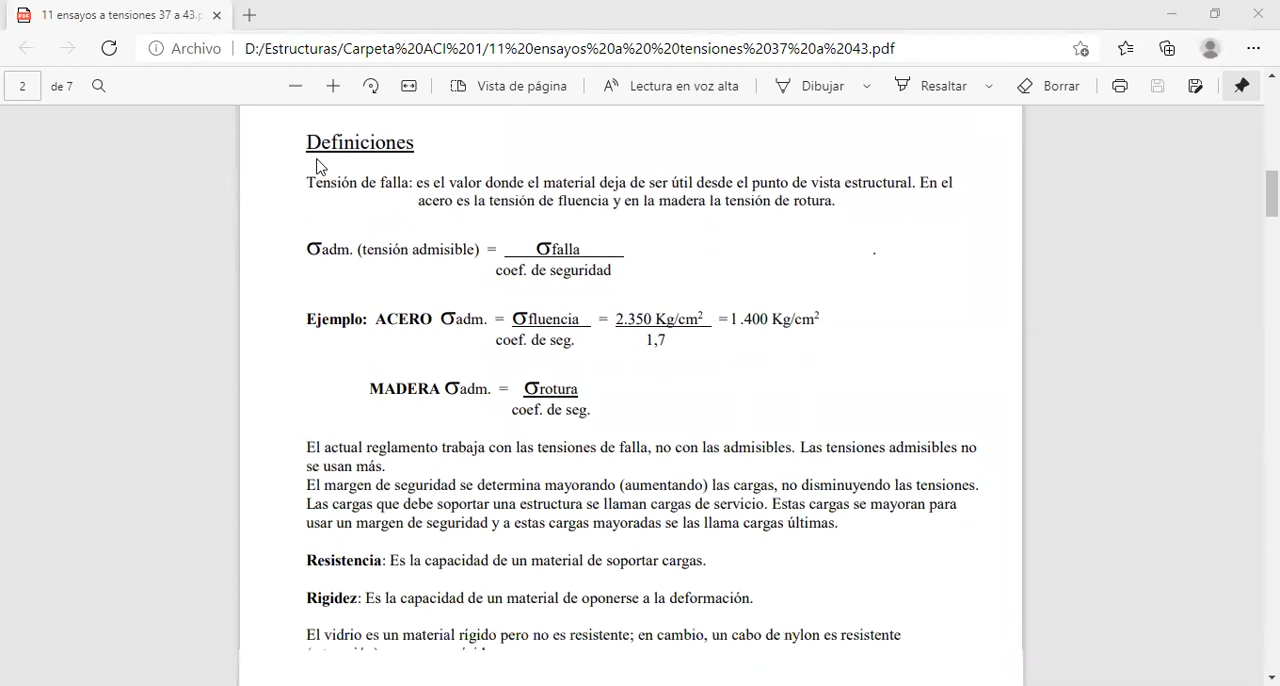 11 ensayos a tensiones 37 a 43.p
Archivo D:/Estructuras/Carpeta%20ACI%201/11%20ensayos%20a%20%20tensiones%2037%20a%2043.pdf
2 de 7 Vista de página Lectura en voz alta Dibujar Resaltar Borrar
Definiciones
Tensión de falla: es el valor donde el material deja de ser útil desde el punto de vista estructural. En el
acero es la tensión de fluencia y en la madera la tensión de rotura.
σadm. (tensión admisible) = σfalla .
coef. de seguridad
Ejemplo: ACERO σadm. = σfluencia = 2.350 Kg/cm² = 1.400 Kg/cm²
coef. de seg. 1,7
MADERA σadm. = σrotura
coef. de seg.
El actual reglamento trabaja con las tensiones de falla, no con las admisibles. Las tensiones admisibles no
se usan más.
El margen de seguridad se determina mayorando (aumentando) las cargas, no disminuyendo las tensiones.
Las cargas que debe soportar una estructura se llaman cargas de servicio. Estas cargas se mayoran para
usar un margen de seguridad y a estas cargas mayoradas se las llama cargas últimas.
Resistencia: Es la capacidad de un material de soportar cargas.
Rigidez: Es la capacidad de un material de oponerse a la deformación.
El vidrio es un material rígido pero no es resistente; en cambio, un cabo de nylon es resistente